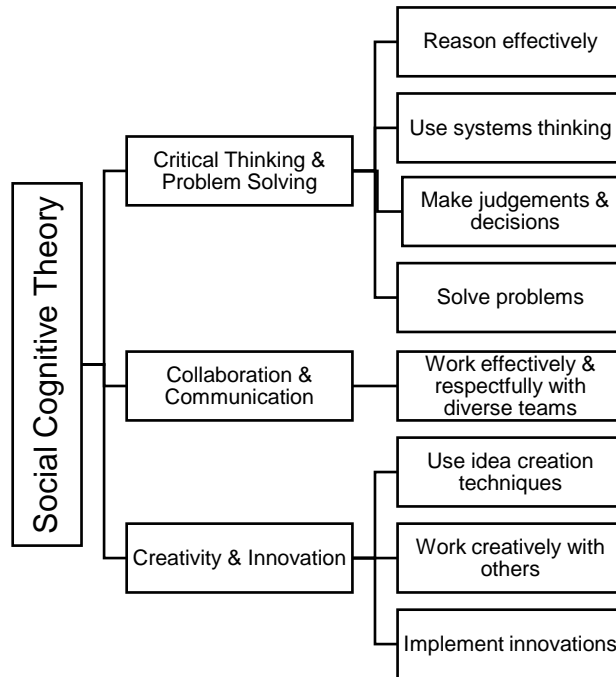 Social Cognitive Theory
Critical Thinking &
Problem Solving
Reason effectively
Use systems thinking
Make judgements &
decisions
Solve problems
Collaboration &
Communication
Work effectively &
respectfully with
diverse teams
Creativity & Innovation
Use idea creation
techniques
Work creatively with
others
Implement innovations